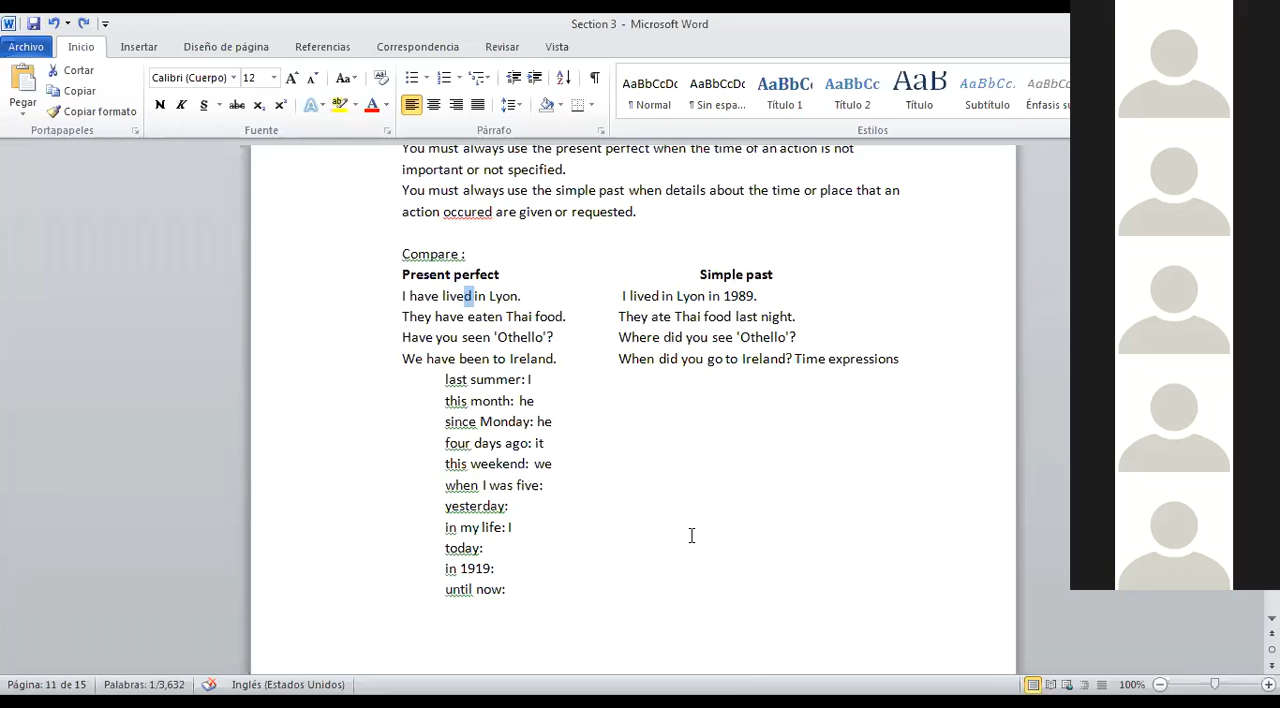 Section 3 - Microsoft Word
Archivo Inicio Insertar Diseño de página Referencias Correspondencia Revisar Vista
Pegar
Cortar
Copiar
Copiar formato
Portapapeles
Calibri (Cuerpo) 12
Fuente
Párrafo
AaBbCcDc AaBbCcDc AaBbC AaBbCc AaB AaBbCc. AaBbCcD
¶ Normal ¶ Sin espa... Título 1 Título 2 Título Subtítulo Énfasis su
Estilos
You must always use the present perfect when the time of an action is not
important or not specified.
You must always use the simple past when details about the time or place that an
action occured are given or requested.
Compare :
Present perfect Simple past
I have lived in Lyon. I lived in Lyon in 1989.
They have eaten Thai food. They ate Thai food last night.
Have you seen 'Othello'? Where did you see 'Othello'?
We have been to Ireland. When did you go to Ireland? Time expressions
last summer: I
this month: he
since Monday: he
four days ago: it
this weekend: we
when I was five:
yesterday:
in my life: I
today:
in 1919:
until now:
Página: 11 de 15 Palabras: 1/3,632 Inglés (Estados Unidos) 100%